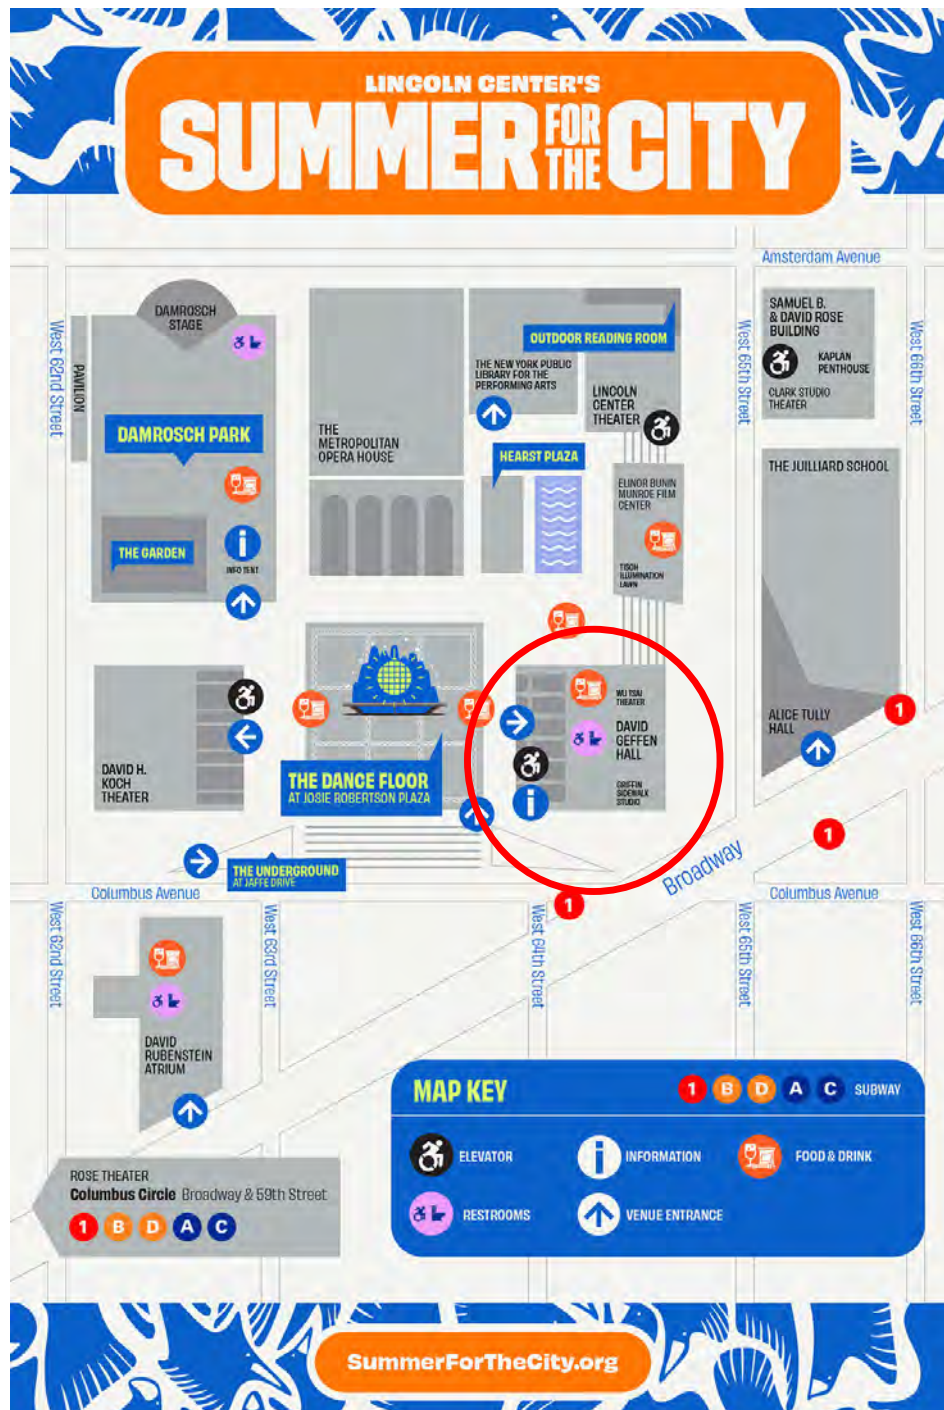 LINCOLN CENTER'S
SUMMER FOR THE CITY
Amsterdam Avenue
DAMROSCH
STAGE
OUTDOOR READING ROOM
SAMUEL B.
& DAVID ROSE
BUILDING
KAPLAN
PENTHOUSE
CLARK STUDIO
THEATER
West 62nd Street
PAVILION
West 65th Street
West 66th Street
THE NEW YORK PUBLIC
LIBRARY FOR THE
PERFORMING ARTS
LINCOLN
CENTER
THEATER
DAMROSCH PARK
THE
METROPOLITAN
OPERA HOUSE
HEARST PLAZA
THE JUILLIARD SCHOOL
ELINOR BUNIN
MUNROE FILM
CENTER
THE GARDEN
i
INFO TENT
TISCH
ILLUMINATION
LAWN
WU TSAI
THEATER
DAVID
GEFFEN
HALL
GRIFFIN
SIDEWALK
STUDIO
i
ALICE TULLY
HALL
1
DAVID H.
KOCH
THEATER
THE DANCE FLOOR
AT JOSIE ROBERTSON PLAZA
1
THE UNDERGROUND
AT JAFFE DRIVE
Broadway
Columbus Avenue
Columbus Avenue
1
West 62nd Street
West 63rd Street
West 64th Street
West 65th Street
West 66th Street
DAVID
RUBENSTEIN
ATRIUM
MAP KEY
1 B D A C SUBWAY
ELEVATOR
i INFORMATION
FOOD & DRINK
RESTROOMS
VENUE ENTRANCE
ROSE THEATER
Columbus Circle Broadway & 59th Street
1 B D A C
SummerForTheCity.org